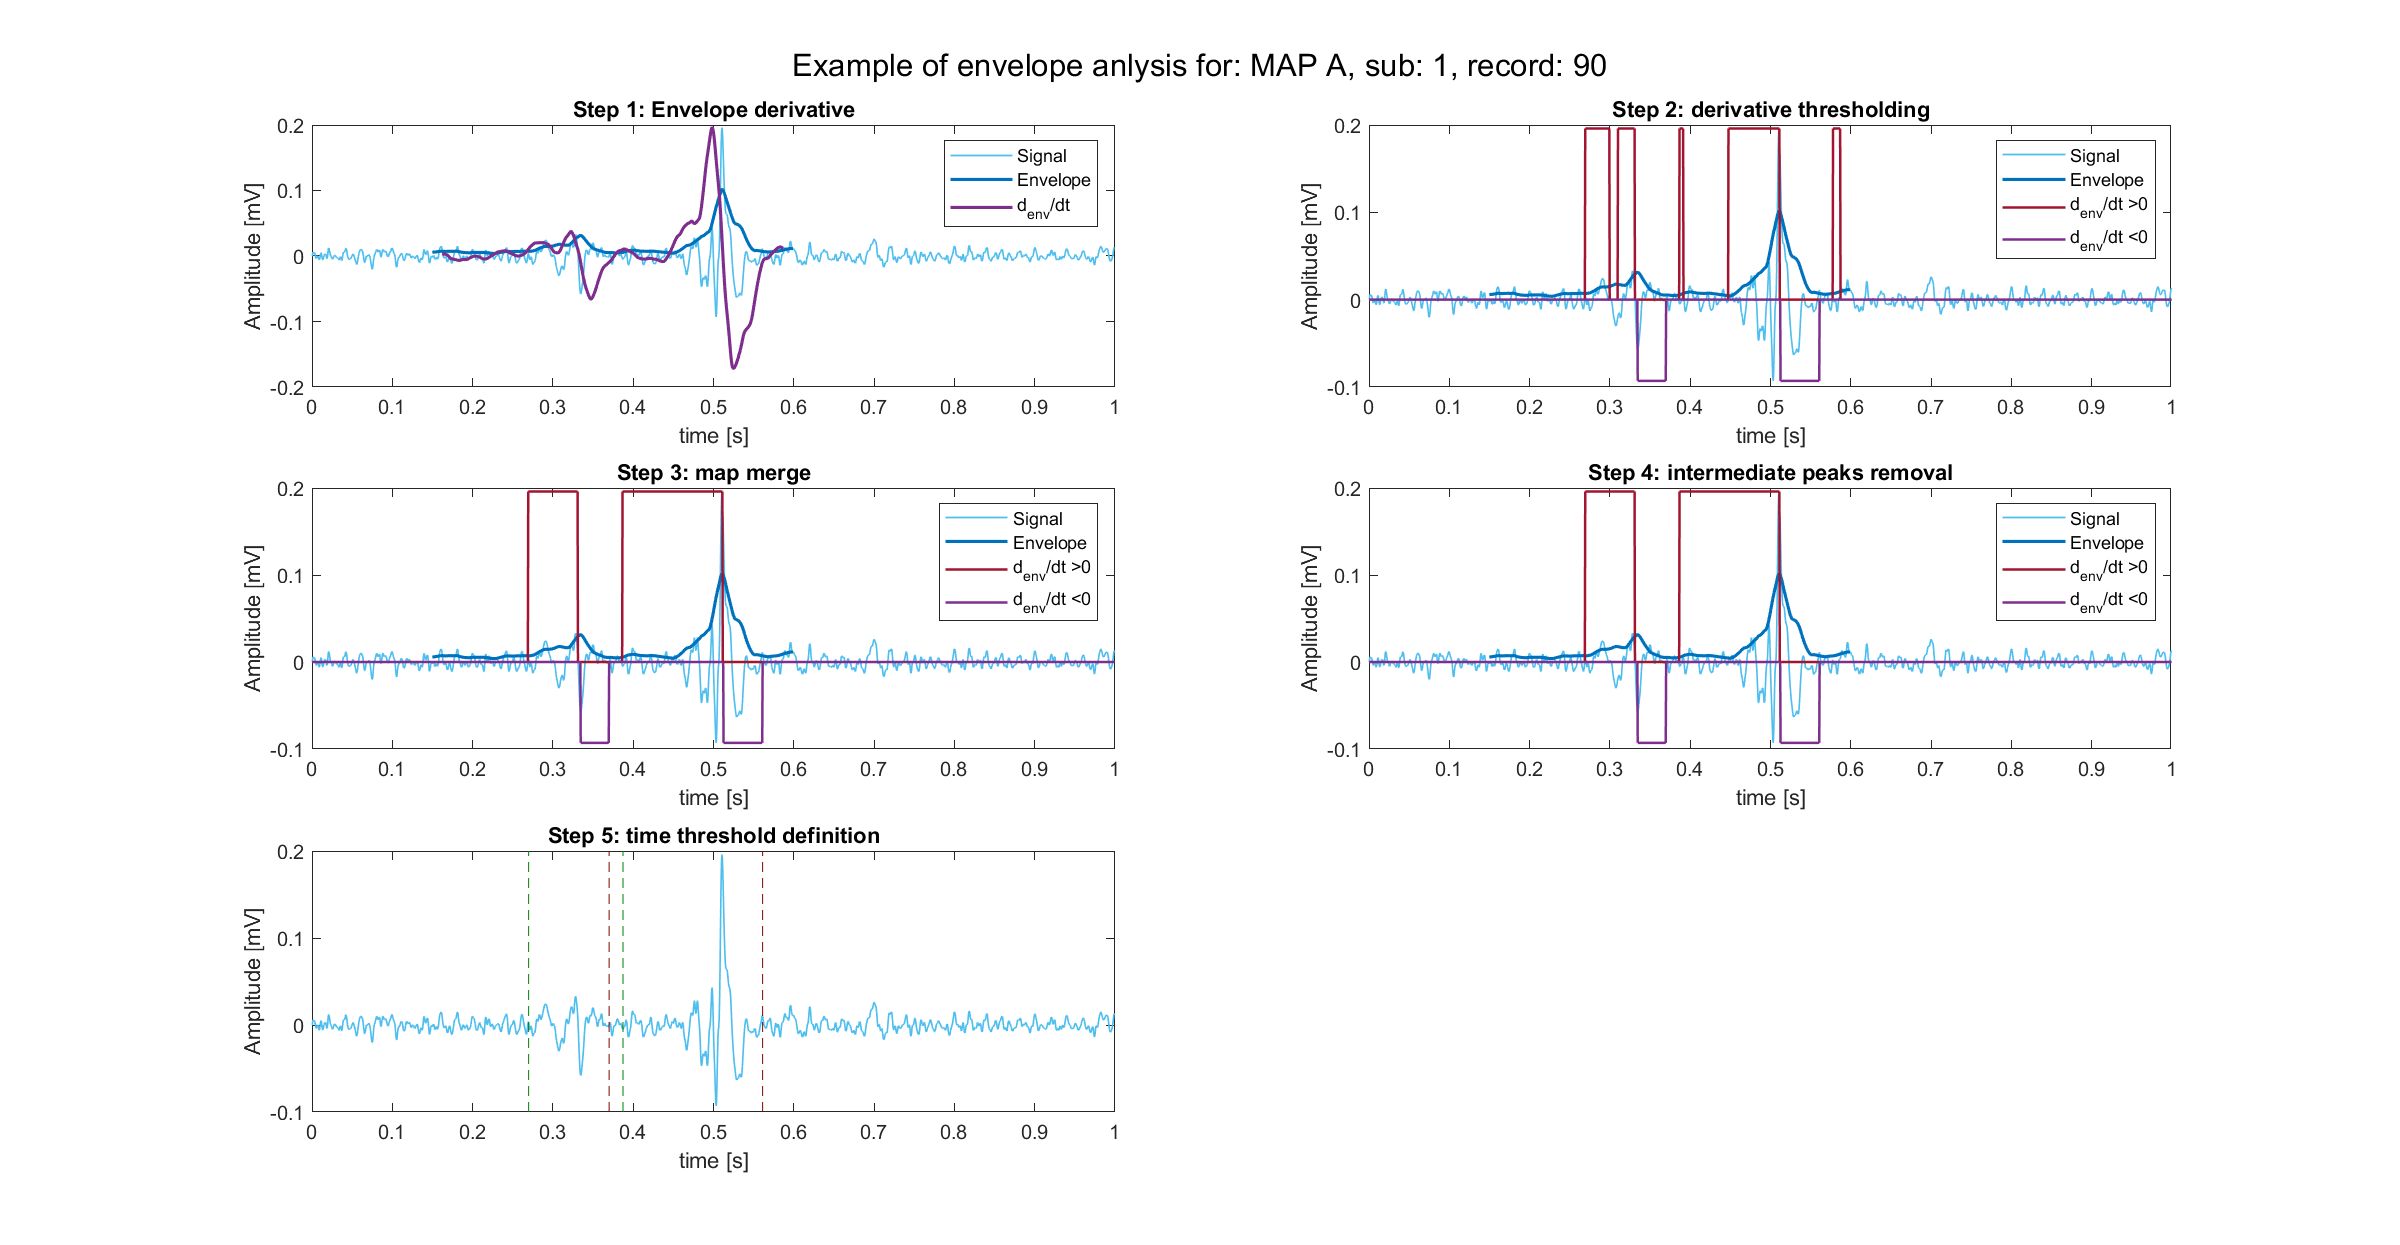 Example of envelope anlysis for: MAP A, sub: 1, record: 90
Step 1: Envelope derivative
0.2
0.1
0
-0.1
-0.2
Amplitude [mV]
Signal
Envelope
d_env/dt
0 0.1 0.2 0.3 0.4 0.5 0.6 0.7 0.8 0.9 1
time [s]
Step 2: derivative thresholding
0.2
0.1
0
-0.1
Amplitude [mV]
Signal
Envelope
d_env/dt >0
d_env/dt <0
0 0.1 0.2 0.3 0.4 0.5 0.6 0.7 0.8 0.9 1
time [s]
Step 3: map merge
0.2
0.1
0
-0.1
Amplitude [mV]
Signal
Envelope
d_env/dt >0
d_env/dt <0
0 0.1 0.2 0.3 0.4 0.5 0.6 0.7 0.8 0.9 1
time [s]
Step 4: intermediate peaks removal
0.2
0.1
0
-0.1
Amplitude [mV]
Signal
Envelope
d_env/dt >0
d_env/dt <0
0 0.1 0.2 0.3 0.4 0.5 0.6 0.7 0.8 0.9 1
time [s]
Step 5: time threshold definition
0.2
0.1
0
-0.1
Amplitude [mV]
0 0.1 0.2 0.3 0.4 0.5 0.6 0.7 0.8 0.9 1
time [s]